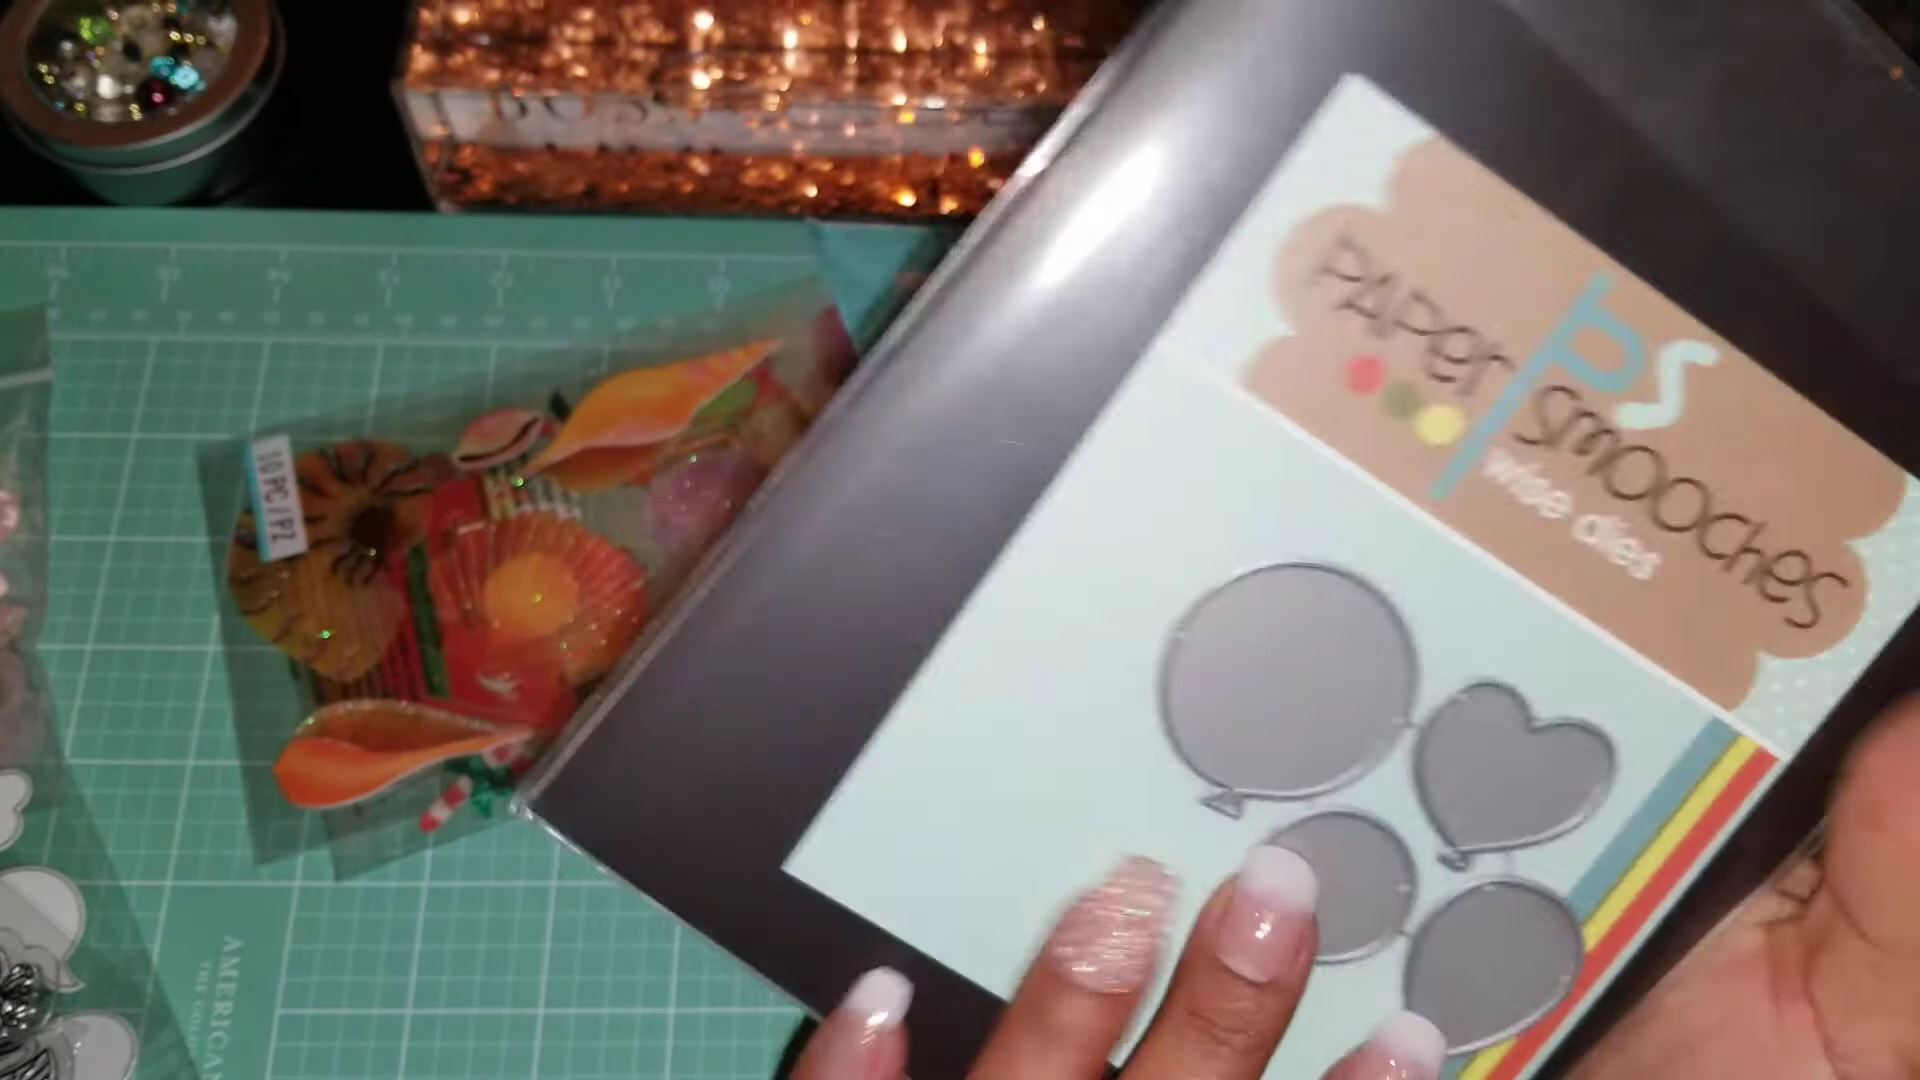 PAPER
PS
smooches
wise dies
10 PC / PZ
AMERICAN